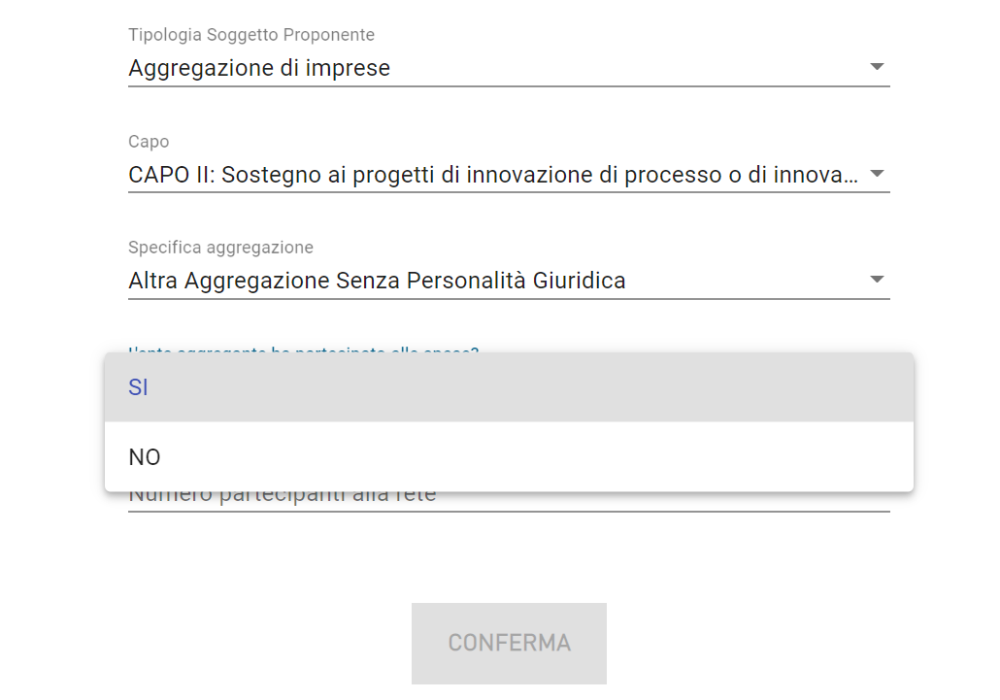 Tipologia Soggetto Proponente
Aggregazione di imprese
Capo
CAPO II: Sostegno ai progetti di innovazione di processo o di innova...
Specifica aggregazione
Altra Aggregazione Senza Personalità Giuridica
L'ente aggregante ha partecipato alle spese?
SI
NO
Numero partecipanti alla rete
CONFERMA